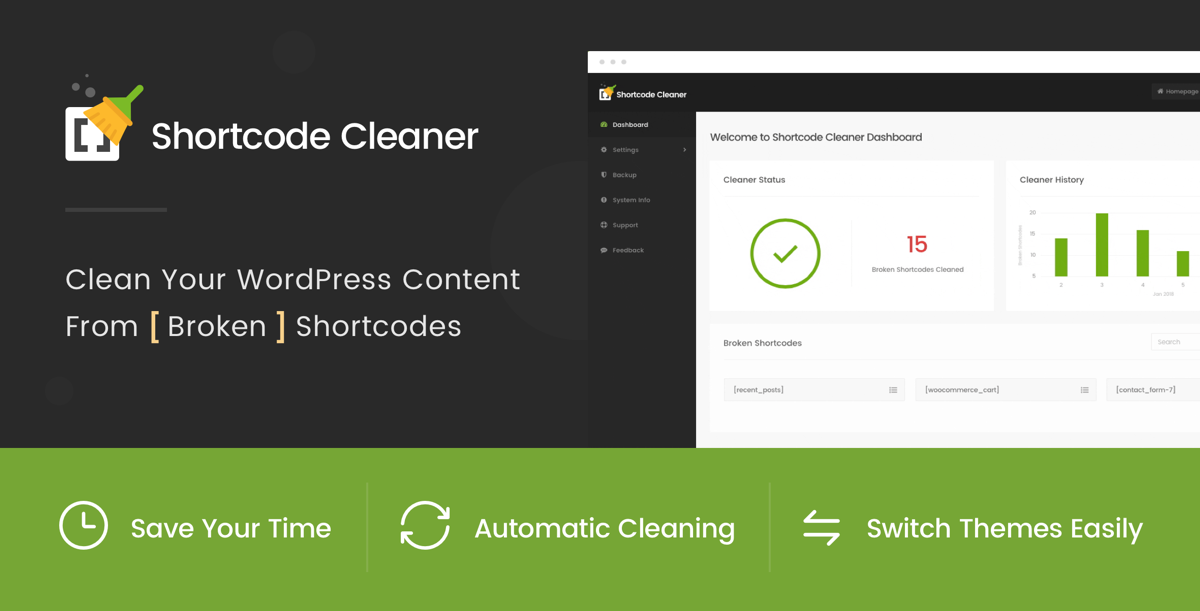 Shortcode Cleaner
Clean Your WordPress Content
From [ Broken ] Shortcodes
Shortcode Cleaner
Homepage
Dashboard
Settings
Backup
System Info
Support
Feedback
Welcome to Shortcode Cleaner Dashboard
Cleaner Status
15
Broken Shortcodes Cleaned
Cleaner History
Broken Shortcodes
20
15
10
5
2 3 4 5
Jan 2019
Broken Shortcodes
Search
[recent_posts]
[woocommerce_cart]
[contact_form-7]
Save Your Time
Automatic Cleaning
Switch Themes Easily